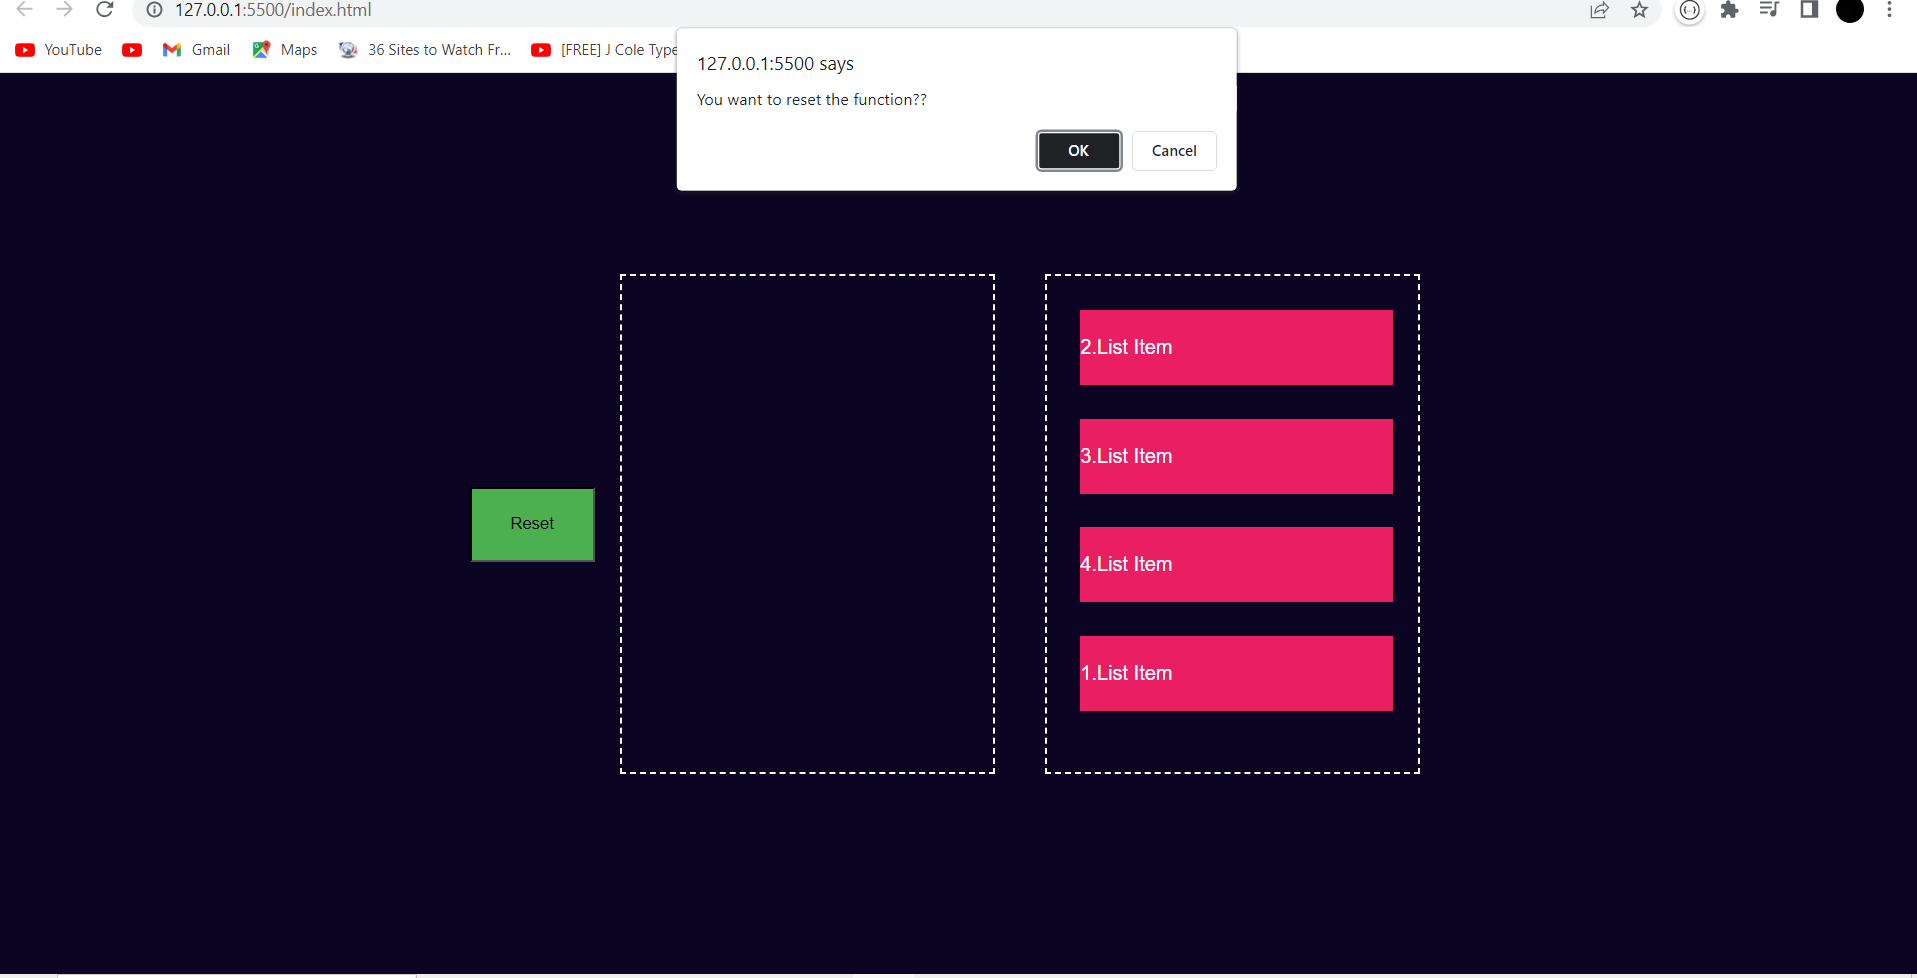 127.0.0.1:5500/index.html
YouTube Gmail Maps 36 Sites to Watch Fr... [FREE] J Cole Type
127.0.0.1:5500 says
You want to reset the function??
OK Cancel
2.List Item
3.List Item
4.List Item
1.List Item
Reset